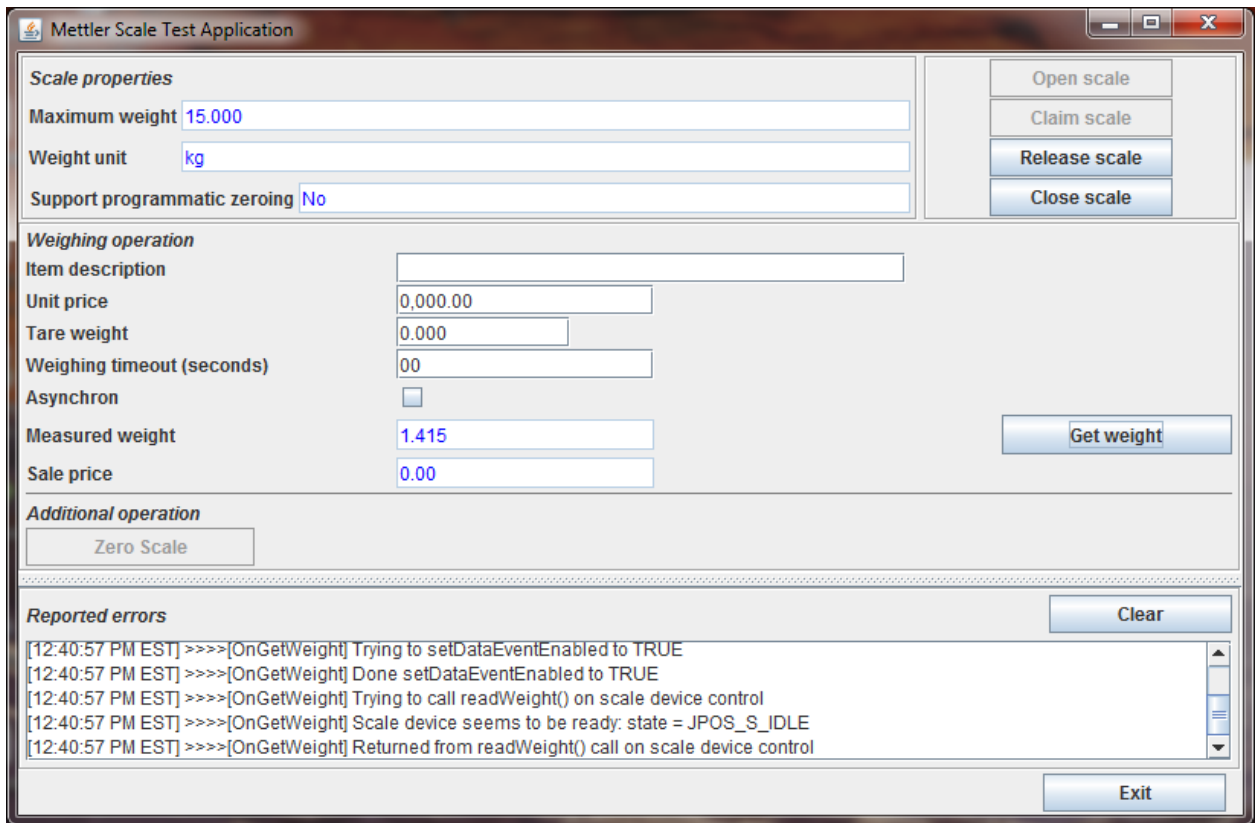 Mettler Scale Test Application
Scale properties
Maximum weight 15.000
Weight unit kg
Support programmatic zeroing No
Open scale
Claim scale
Release scale
Close scale
Weighing operation
Item description
Unit price 0,000.00
Tare weight 0.000
Weighing timeout (seconds) 00
Asynchron
Measured weight 1.415
Get weight
Sale price 0.00
Additional operation
Zero Scale
Reported errors
Clear
[12:40:57 PM EST] >>>>[OnGetWeight] Trying to setDataEventEnabled to TRUE
[12:40:57 PM EST] >>>>[OnGetWeight] Done setDataEventEnabled to TRUE
[12:40:57 PM EST] >>>>[OnGetWeight] Trying to call readWeight() on scale device control
[12:40:57 PM EST] >>>>[OnGetWeight] Scale device seems to be ready: state = JPOS_S_IDLE
[12:40:57 PM EST] >>>>[OnGetWeight] Returned from readWeight() call on scale device control
Exit